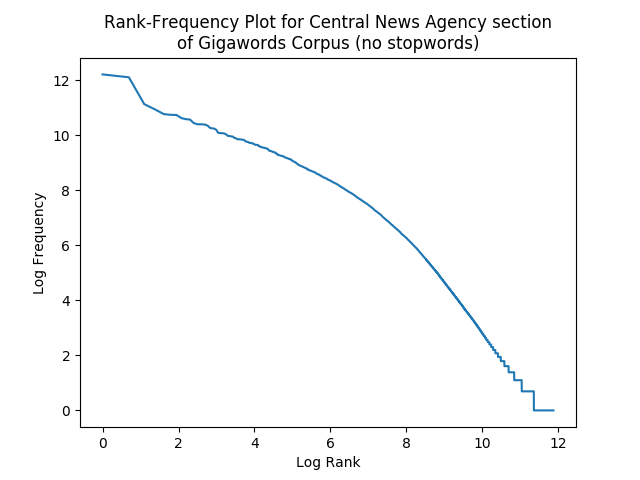 Rank-Frequency Plot for Central News Agency section
of Gigawords Corpus (no stopwords)
12
10
8
6
4
2
0
Log Frequency
0 2 4 6 8 10 12
Log Rank